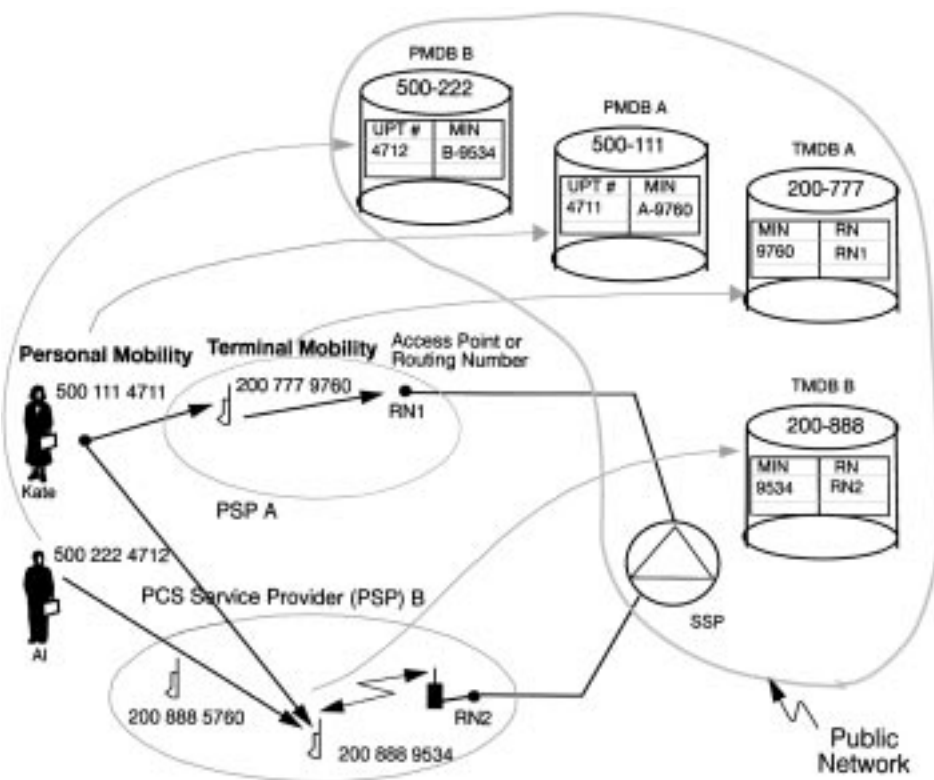 PMDB B
500-222
UPT # MIN
4712 B-9534
PMDB A
500-111
UPT # MIN
4711 A-9760
TMDB A
200-777
MIN RN
9760 RN1
Personal Mobility
Terminal Mobility
Access Point or
Routing Number
500 111 4711
200 777 9760
RN1
Kate
PSP A
TMDB B
200-888
MIN RN
9534 RN2
500 222 4712
Al
PCS Service Provider (PSP) B
SSP
200 888 5760
200 888 9534
RN2
Public
Network